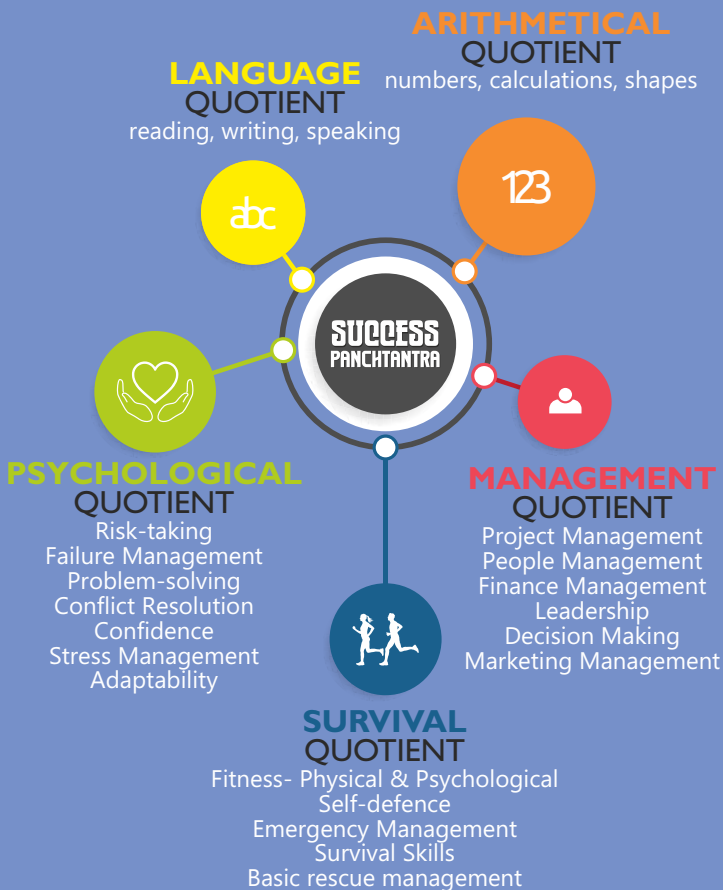 ARITHMETICAL
QUOTIENT
numbers, calculations, shapes
LANGUAGE
QUOTIENT
reading, writing, speaking
abc
123
SUCCESS
PANCHTANTRA
PSYCHOLOGICAL
QUOTIENT
Risk-taking
Failure Management
Problem-solving
Conflict Resolution
Confidence
Stress Management
Adaptability
MANAGEMENT
QUOTIENT
Project Management
People Management
Finance Management
Leadership
Decision Making
Marketing Management
SURVIVAL
QUOTIENT
Fitness- Physical & Psychological
Self-defence
Emergency Management
Survival Skills
Basic rescue management